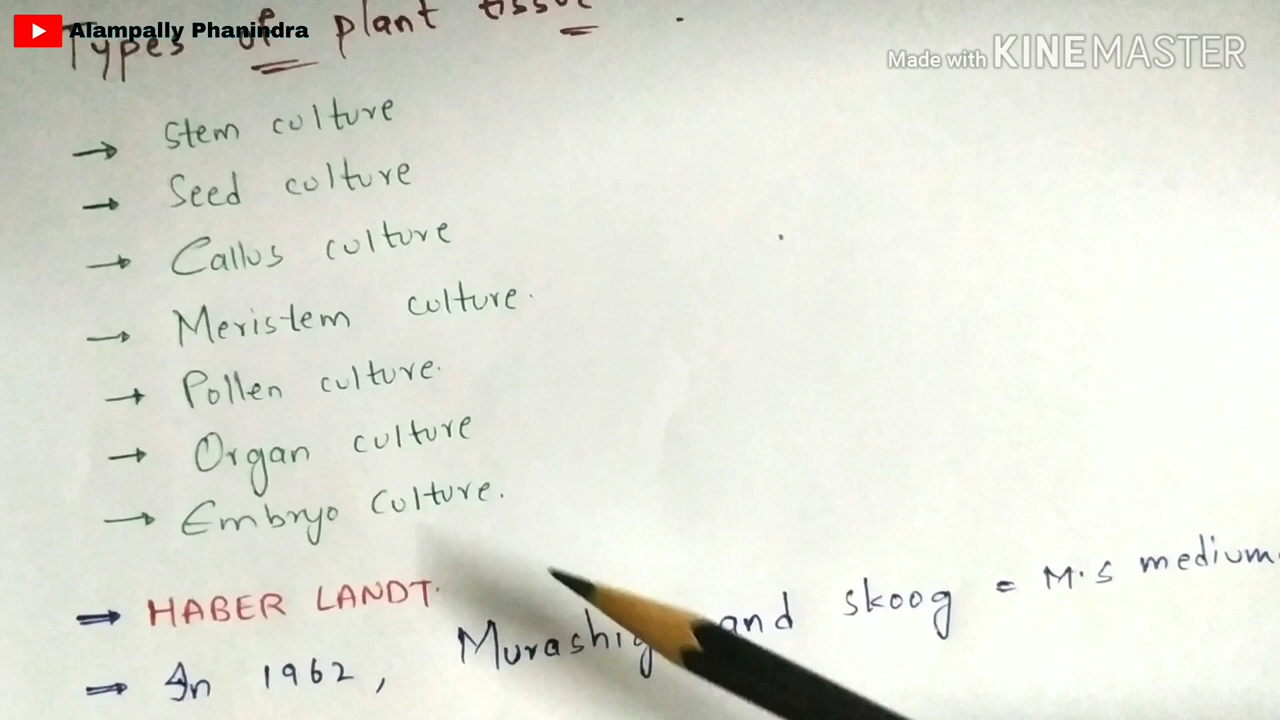 Alampally Phanindra
Made with KINEMASTER
Types of plant tissue
→ Stem culture
→ Seed culture
→ Callus culture
→ Meristem culture.
→ Pollen culture.
→ Organ culture
→ Embryo culture.
⇒ HABER LANDT.
⇒ In 1962, Murashig and skoog = M.S medium.